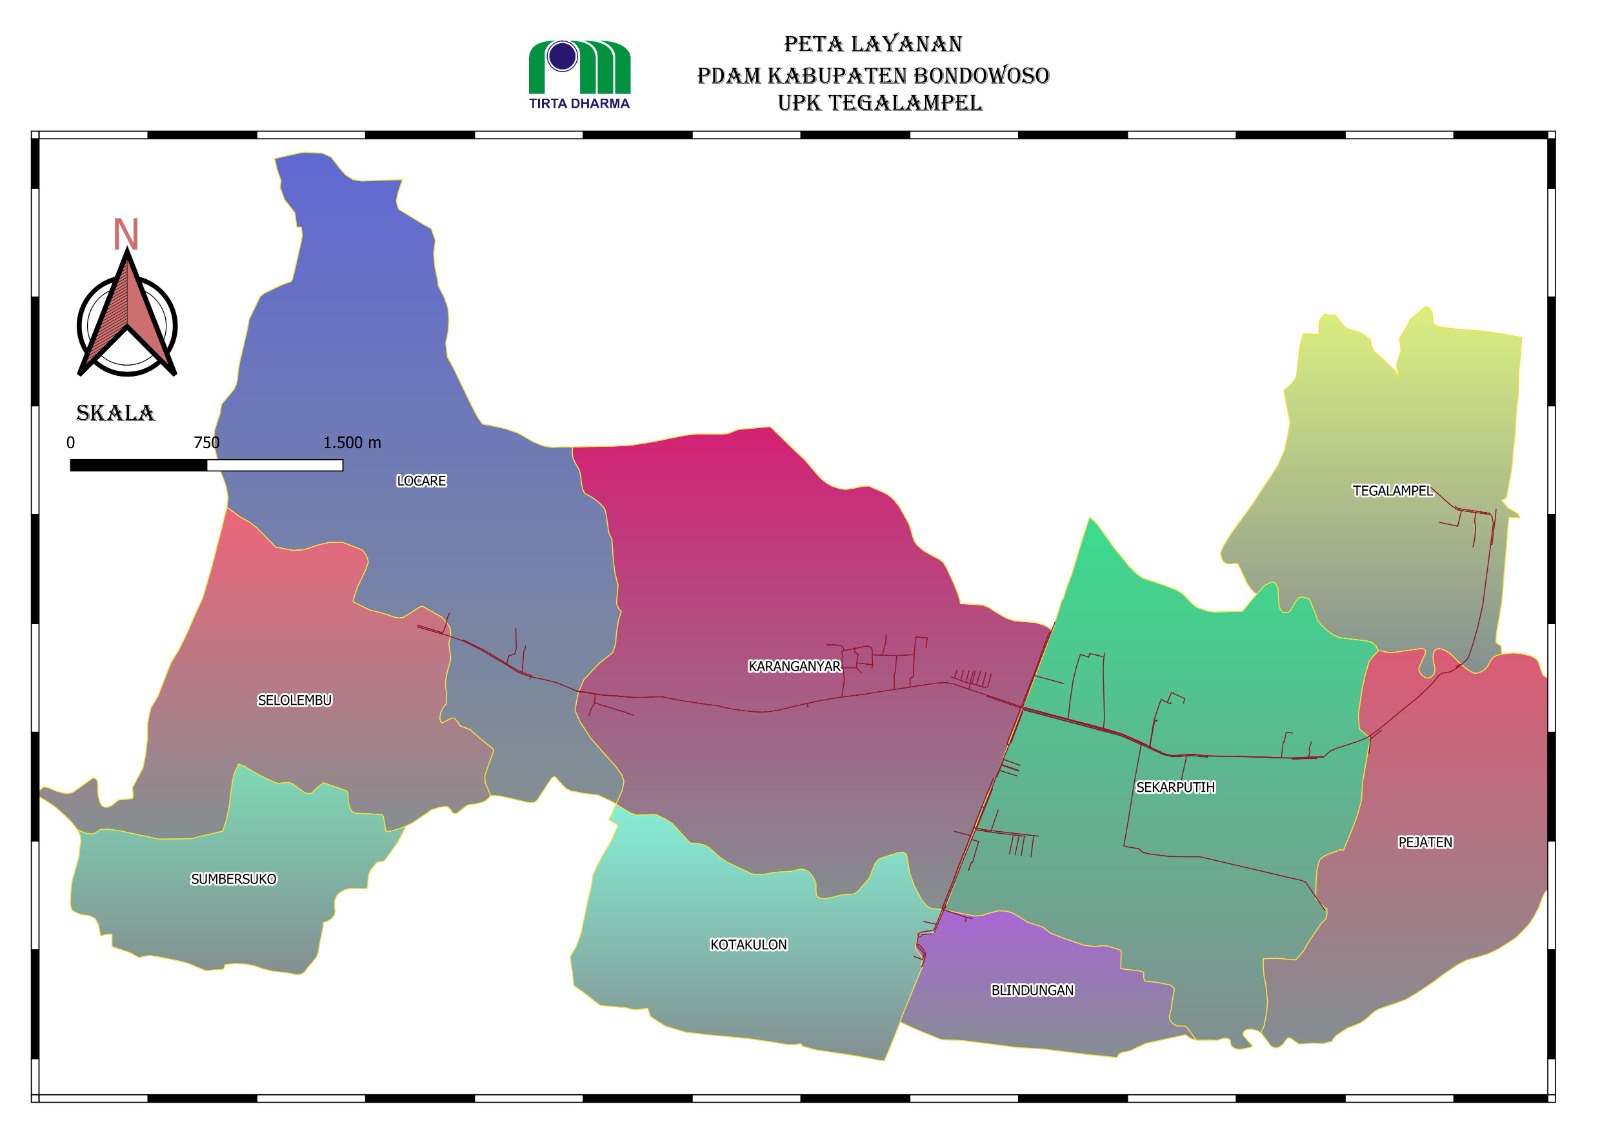 PETA LAYANAN
PDAM KABUPATEN BONDOWOSO
UPK TEGALAMPEL
TIRTA DHARMA
N
SKALA
0 750 1.500 m
LOCARE
TEGALAMPEL
KARANGANYAR
SELOLEMBU
SEKARPUTIH
PEJATEN
SUMBERSUKO
KOTAKULON
BLINDUNGAN